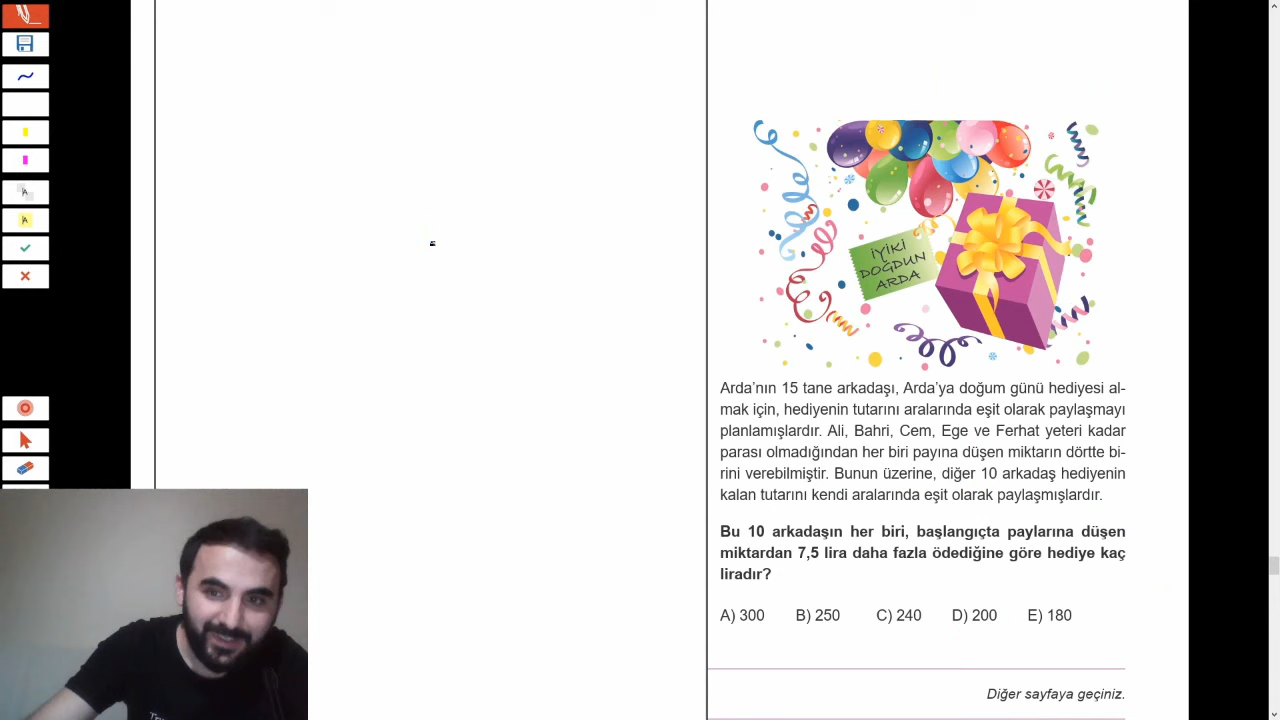 İYİKİ
DOĞDUN
ARDA
Arda’nın 15 tane arkadaşı, Arda’ya doğum günü hediyesi al-
mak için, hediyenin tutarını aralarında eşit olarak paylaşmayı
planlamışlardır. Ali, Bahri, Cem, Ege ve Ferhat yeteri kadar
parası olmadığından her biri payına düşen miktarın dörtte bi-
rini verebilmiştir. Bunun üzerine, diğer 10 arkadaş hediyenin
kalan tutarını kendi aralarında eşit olarak paylaşmışlardır.
Bu 10 arkadaşın her biri, başlangıçta paylarına düşen
miktardan 7,5 lira daha fazla ödediğine göre hediye kaç
liradır?
A) 300 B) 250 C) 240 D) 200 E) 180
Diğer sayfaya geçiniz.